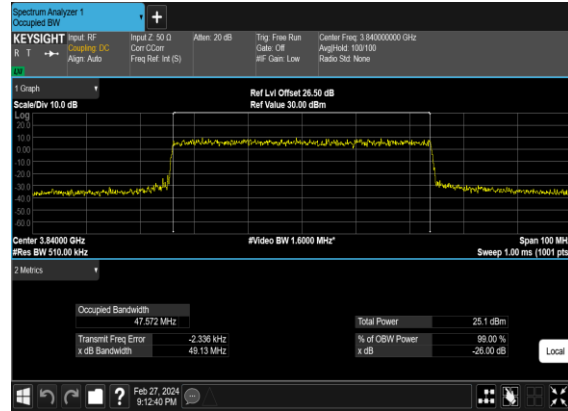 Spectrum Analyzer 1
Occupied BW
+
KEYSIGHT Input: RF Input Z: 50 Ω Atten: 20 dB Trig: Free Run Center Freq: 3.840000000 GHz
R T Coupling: DC Corr CCorr Gate: Off Avg|Hold: 100/100
Align: Auto Freq Ref: Int (S) #IF Gain: Low Radio Std: None
LM
1 Graph
Ref Lvl Offset 26.50 dB
Scale/Div 10.0 dB Ref Value 30.00 dBm
Log
20.0
10.0
0.00
-10.0
-20.0
-30.0
-40.0
-50.0
-60.0
Center 3.84000 GHz #Video BW 1.6000 MHz* Span 100 MH
#Res BW 510.00 kHz Sweep 1.00 ms (1001 pts
2 Metrics
Occupied Bandwidth
47.572 MHz Total Power 25.1 dBm
Transmit Freq Error -2.336 kHz % of OBW Power 99.00 %
x dB Bandwidth 49.13 MHz x dB -26.00 dB
Local
? Feb 27, 2024
9:12:40 PM